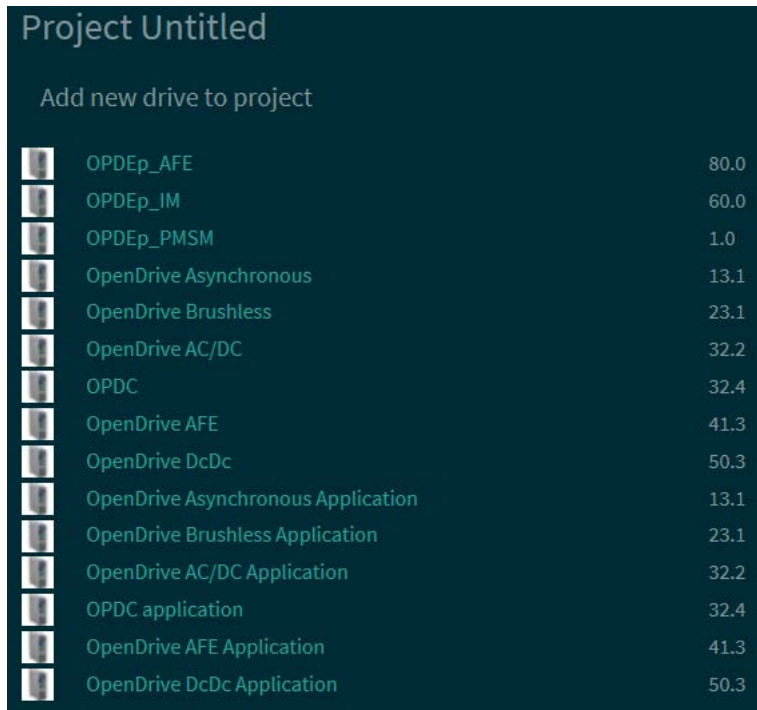 Project Untitled
Add new drive to project
OPDEp_AFE 80.0
OPDEp_IM 60.0
OPDEp_PMSM 1.0
OpenDrive Asynchronous 13.1
OpenDrive Brushless 23.1
OpenDrive AC/DC 32.2
OPDC 32.4
OpenDrive AFE 41.3
OpenDrive DcDc 50.3
OpenDrive Asynchronous Application 13.1
OpenDrive Brushless Application 23.1
OpenDrive AC/DC Application 32.2
OPDC application 32.4
OpenDrive AFE Application 41.3
OpenDrive DcDc Application 50.3